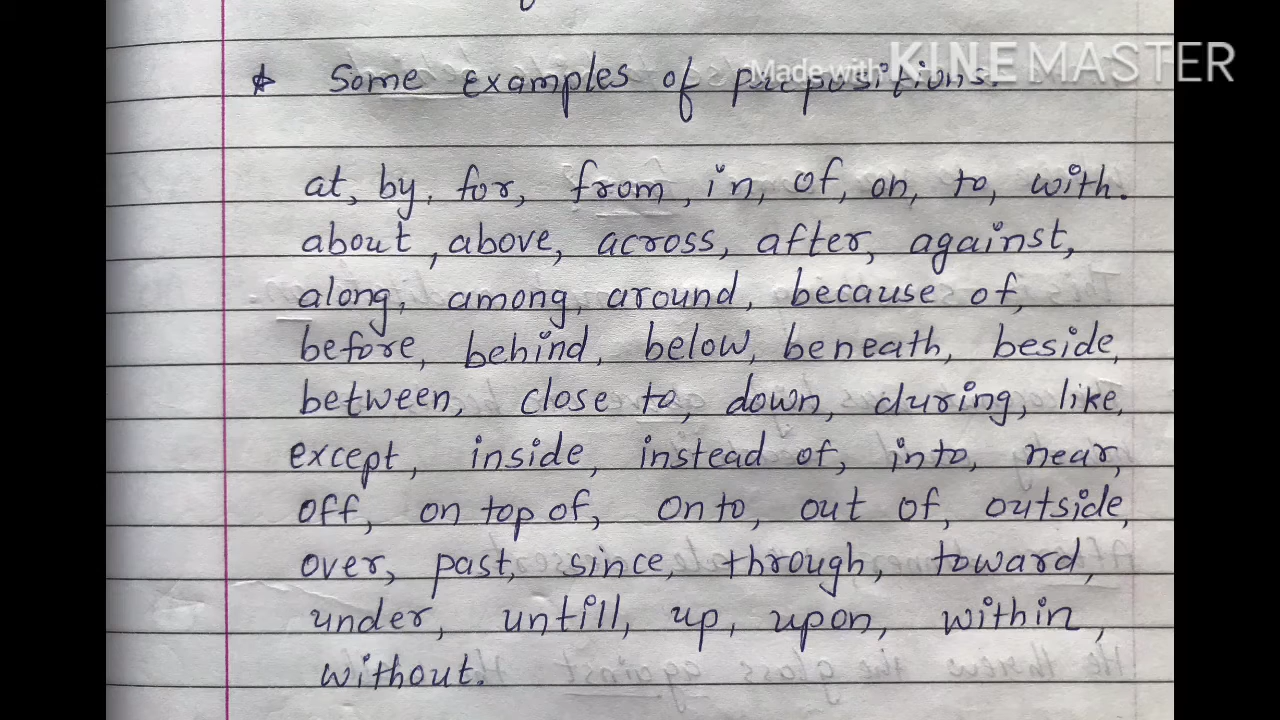 Made with KINEMASTER
* Some examples of prepositions.
at, by, for, from, in, of, on, to, with.
about, above, across, after, against,
along, among, around, because of,
before, behind, below, beneath, beside,
between, close to, down, during, like,
except, inside, instead of, into, near,
off, on top of, onto, out of, outside,
over, past, since, through, toward,
under, untill, up, upon, within,
without.